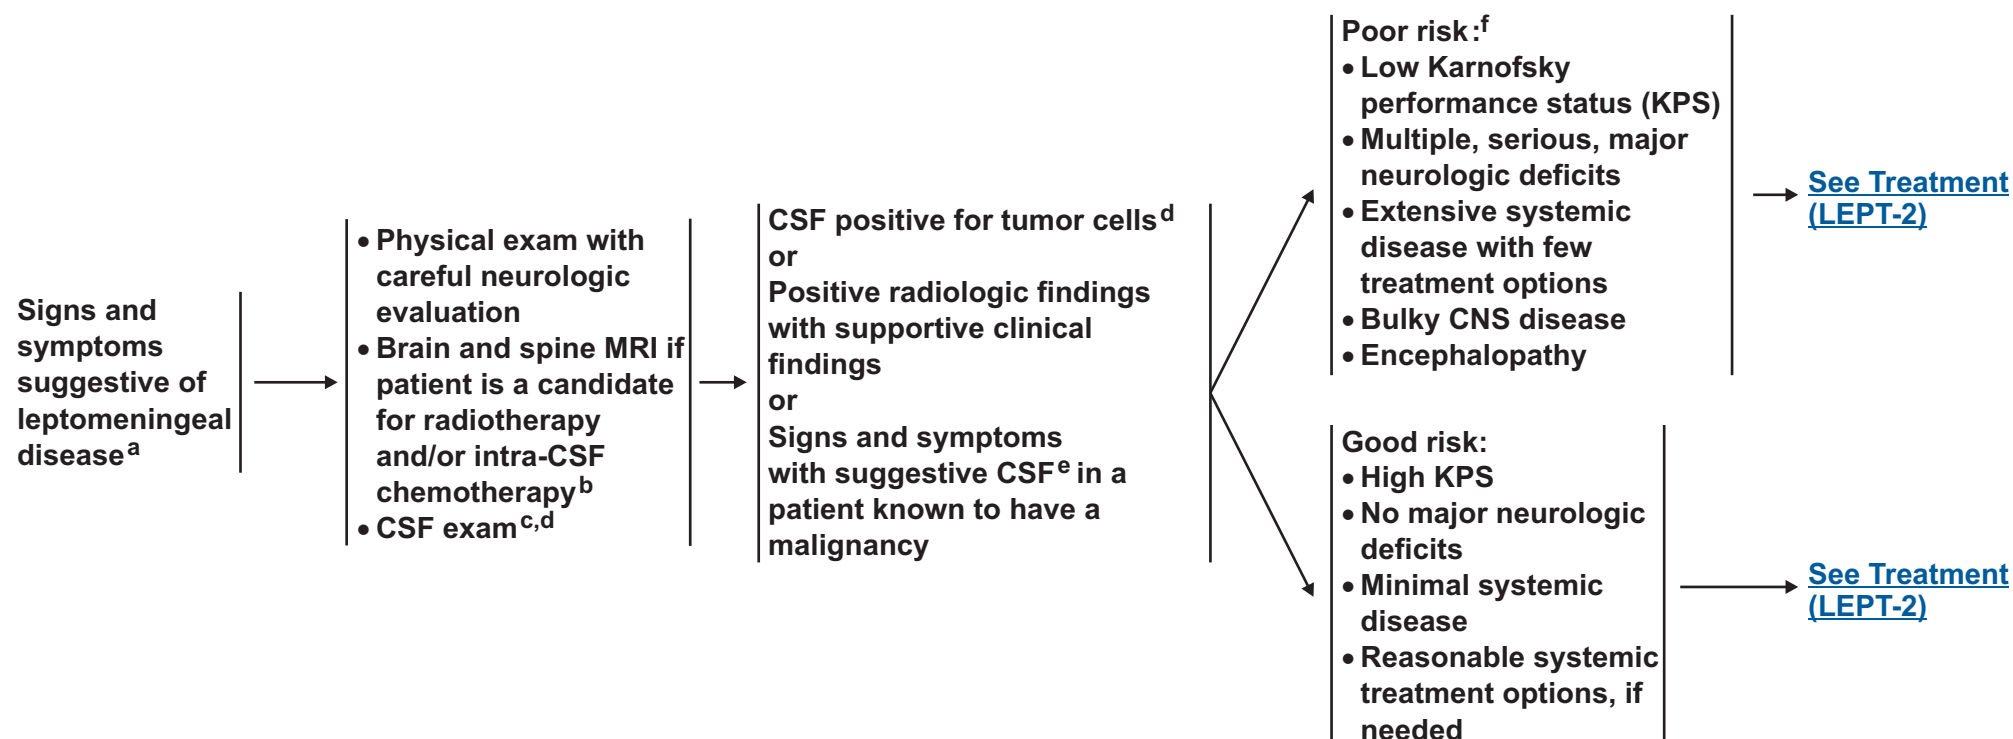 Signs and
symptoms
suggestive of
leptomeningeal
disease a
• Physical exam with
careful neurologic
evaluation
• Brain and spine MRI if
patient is a candidate
for radiotherapy
and/or intra-CSF
chemotherapy b
• CSF exam c,d
CSF positive for tumor cells d
or
Positive radiologic findings
with supportive clinical
findings
or
Signs and symptoms
with suggestive CSF e in a
patient known to have a
malignancy
Poor risk: f
• Low Karnofsky
performance status (KPS)
• Multiple, serious, major
neurologic deficits
• Extensive systemic
disease with few
treatment options
• Bulky CNS disease
• Encephalopathy
See Treatment
(LEPT-2)
Good risk:
• High KPS
• No major neurologic
deficits
• Minimal systemic
disease
• Reasonable systemic
treatment options, if
needed
See Treatment
(LEPT-2)